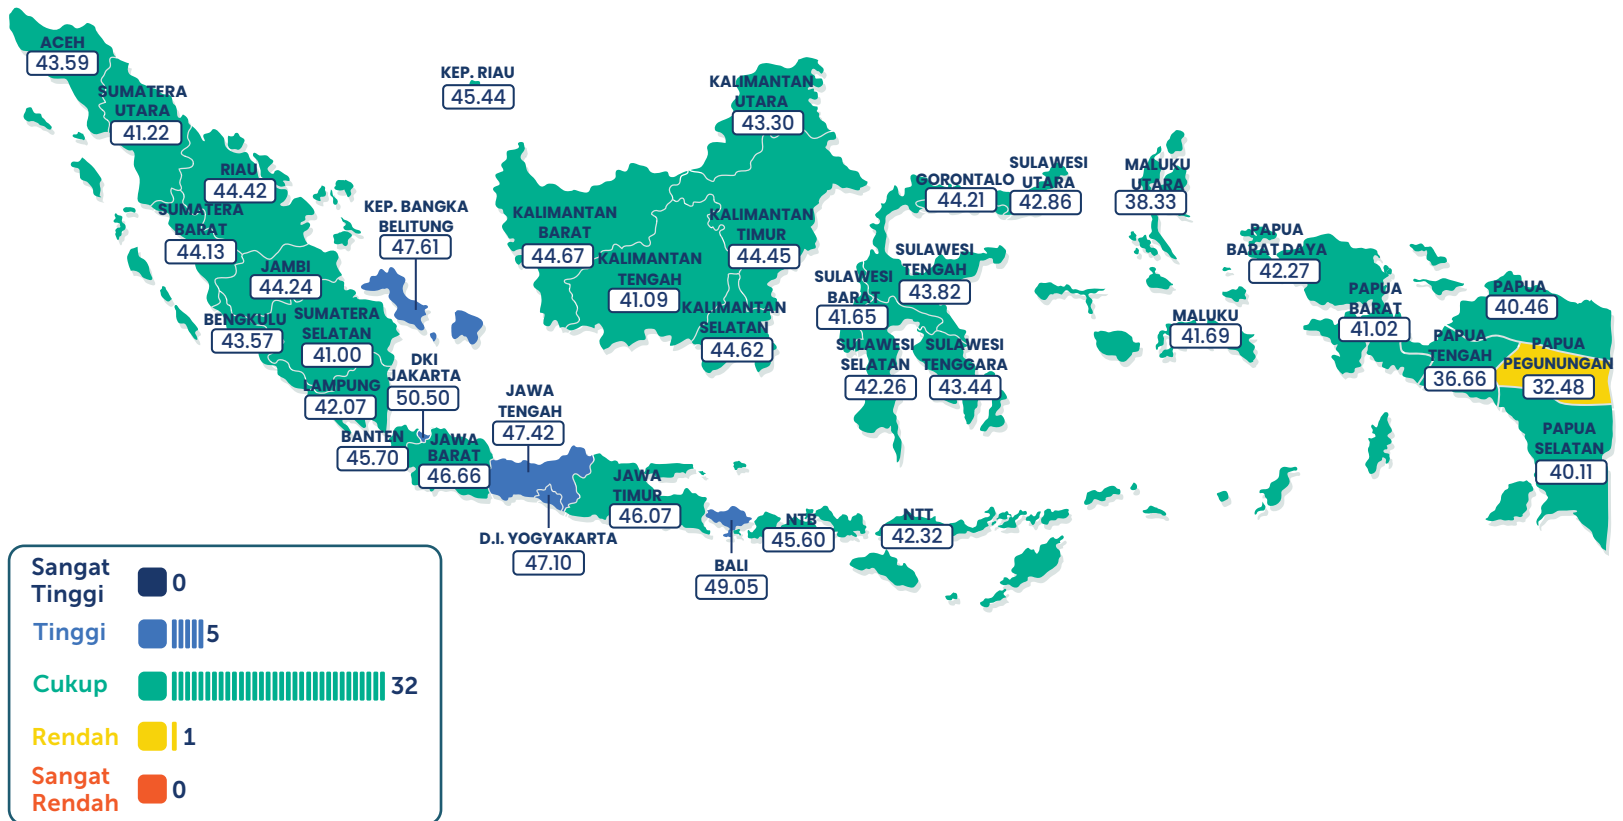 ACEH
43.59
SUMATERA
UTARA
41.22
RIAU
44.42
SUMATERA
BARAT
44.13
JAMBI
44.24
BENGKULU
43.57
SUMATERA
SELATAN
41.00
LAMPUNG
42.07
KEP. RIAU
45.44
KEP. BANGKA
BELITUNG
47.61
DKI
JAKARTA
50.50
BANTEN
45.70
JAWA
BARAT
46.66
JAWA
TENGAH
47.42
D.I. YOGYAKARTA
47.10
JAWA
TIMUR
46.07
BALI
49.05
NTB
45.60
NTT
42.32
KALIMANTAN
UTARA
43.30
KALIMANTAN
BARAT
44.67
KALIMANTAN
TENGAH
41.09
KALIMANTAN
TIMUR
44.45
KALIMANTAN
SELATAN
44.62
GORONTALO
44.21
SULAWESI
UTARA
42.86
SULAWESI
TENGAH
43.82
SULAWESI
BARAT
41.65
SULAWESI
SELATAN
42.26
SULAWESI
TENGGARA
43.44
MALUKU
UTARA
38.33
MALUKU
41.69
PAPUA
BARAT DAYA
42.27
PAPUA
BARAT
41.02
PAPUA
40.46
PAPUA
TENGAH
36.66
PAPUA
PEGUNUNGAN
32.48
PAPUA
SELATAN
40.11
Sangat
Tinggi
0
Tinggi
5
Cukup
32
Rendah
1
Sangat
Rendah
0